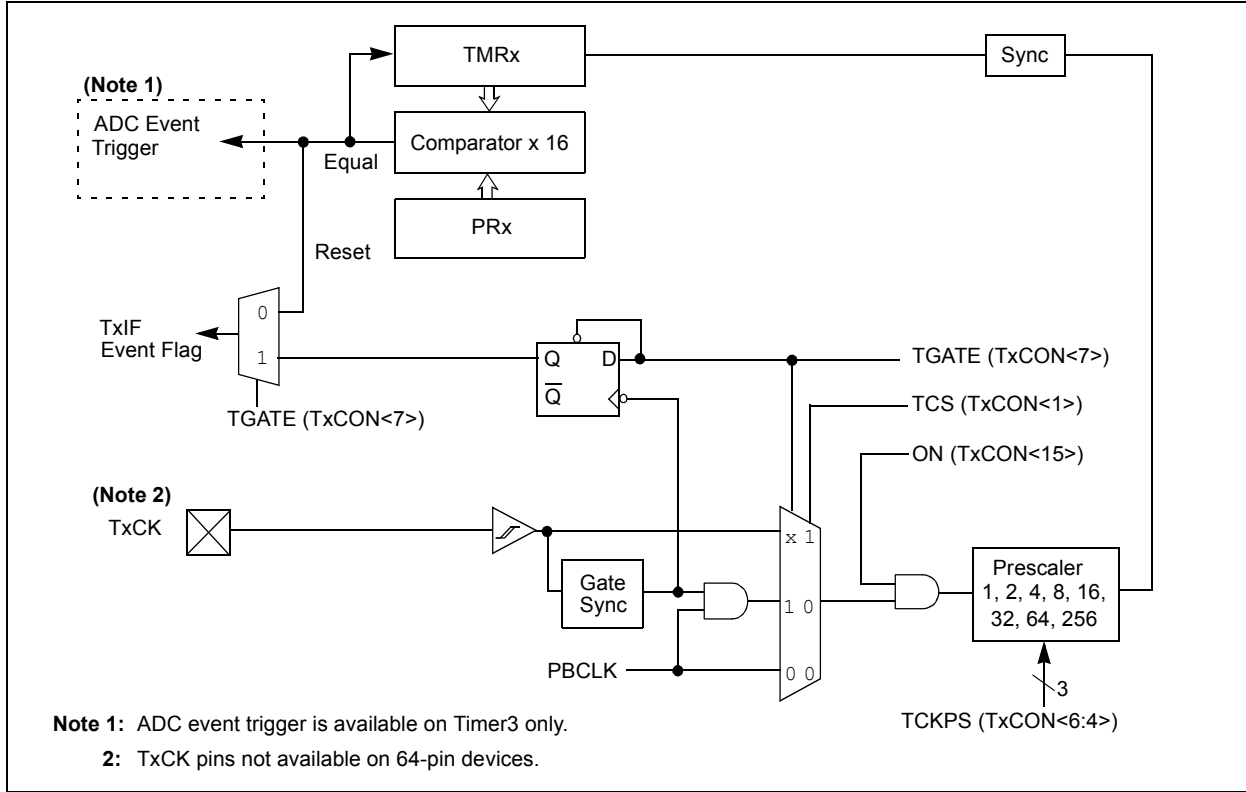 TMRx
Sync
(Note 1)
ADC Event
Trigger
Equal
Comparator x 16
PRx
Reset
0
1
TxIF
Event Flag
TGATE (TxCON<7>)
Q
D
Q
TGATE (TxCON<7>)
TCS (TxCON<1>)
ON (TxCON<15>)
(Note 2)
TxCK
x 1
1 0
0 0
Gate
Sync
PBCLK
Prescaler
1, 2, 4, 8, 16,
32, 64, 256
3
TCKPS (TxCON<6:4>)
Note 1: ADC event trigger is available on Timer3 only.
2: TxCK pins not available on 64-pin devices.